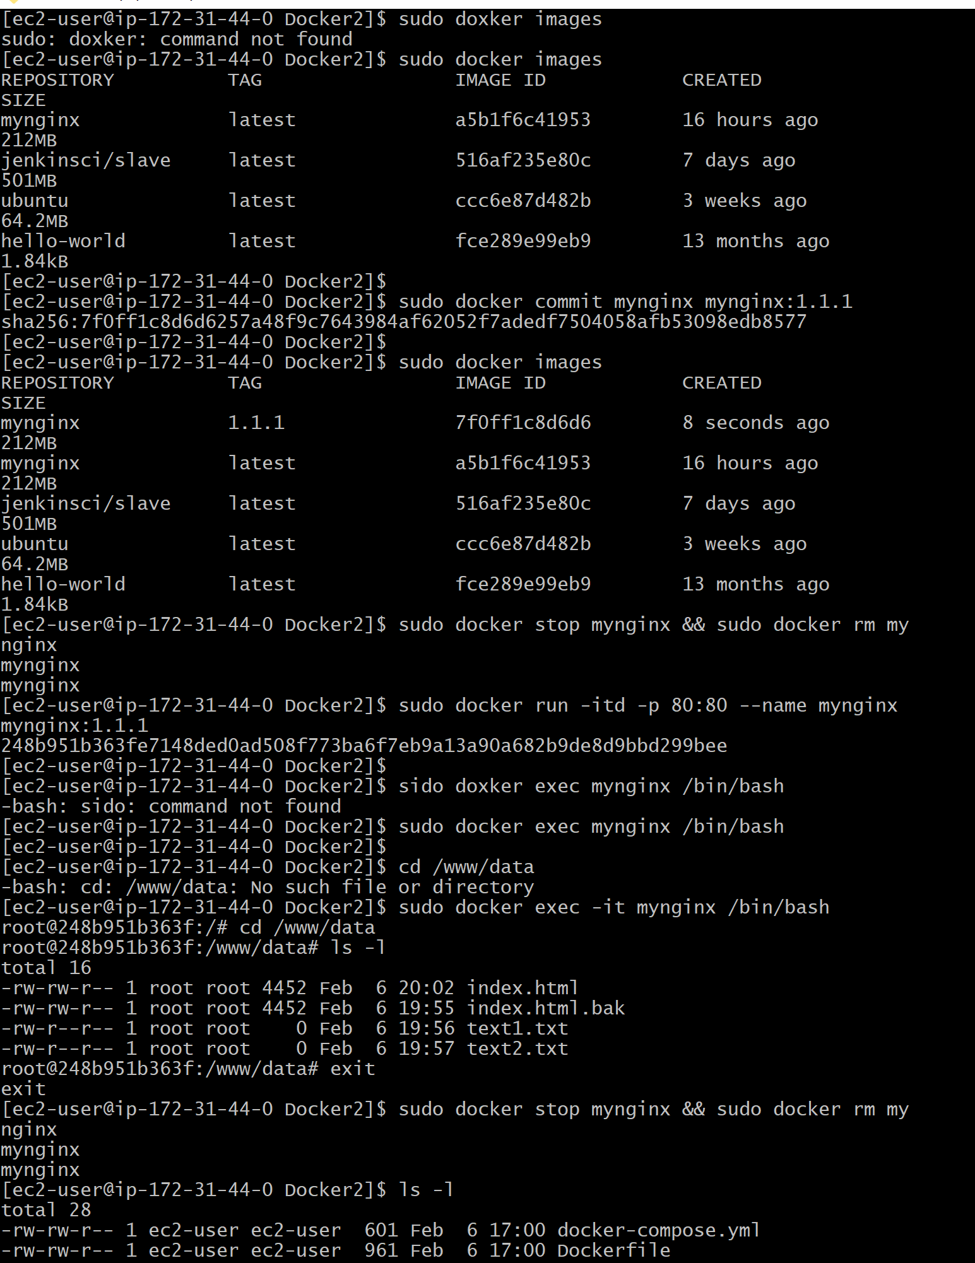 [ec2-user@ip-172-31-44-0 Docker2]$ sudo doxker images
sudo: doxker: command not found
[ec2-user@ip-172-31-44-0 Docker2]$ sudo docker images
REPOSITORY          TAG                 IMAGE ID            CREATED
SIZE
mynginx             latest              a5b1f6c41953        16 hours ago
212MB
jenkinsci/slave     latest              516af235e80c        7 days ago
501MB
ubuntu              latest              ccc6e87d482b        3 weeks ago
64.2MB
hello-world         latest              fce289e99eb9        13 months ago
1.84kB
[ec2-user@ip-172-31-44-0 Docker2]$
[ec2-user@ip-172-31-44-0 Docker2]$ sudo docker commit mynginx mynginx:1.1.1
sha256:7f0ff1c8d6d6257a48f9c7643984af62052f7adedf7504058afb53098edb8577
[ec2-user@ip-172-31-44-0 Docker2]$
[ec2-user@ip-172-31-44-0 Docker2]$ sudo docker images
REPOSITORY          TAG                 IMAGE ID            CREATED
SIZE
mynginx             1.1.1               7f0ff1c8d6d6        8 seconds ago
212MB
mynginx             latest              a5b1f6c41953        16 hours ago
212MB
jenkinsci/slave     latest              516af235e80c        7 days ago
501MB
ubuntu              latest              ccc6e87d482b        3 weeks ago
64.2MB
hello-world         latest              fce289e99eb9        13 months ago
1.84kB
[ec2-user@ip-172-31-44-0 Docker2]$ sudo docker stop mynginx && sudo docker rm my
nginx
mynginx
mynginx
[ec2-user@ip-172-31-44-0 Docker2]$ sudo docker run -itd -p 80:80 --name mynginx
mynginx:1.1.1
248b951b363fe7148ded0ad508f773ba6f7eb9a13a90a682b9de8d9bbd299bee
[ec2-user@ip-172-31-44-0 Docker2]$
[ec2-user@ip-172-31-44-0 Docker2]$ sido doxker exec mynginx /bin/bash
-bash: sido: command not found
[ec2-user@ip-172-31-44-0 Docker2]$ sudo docker exec mynginx /bin/bash
[ec2-user@ip-172-31-44-0 Docker2]$
[ec2-user@ip-172-31-44-0 Docker2]$ cd /www/data
-bash: cd: /www/data: No such file or directory
[ec2-user@ip-172-31-44-0 Docker2]$ sudo docker exec -it mynginx /bin/bash
root@248b951b363f:/# cd /www/data
root@248b951b363f:/www/data# ls -l
total 16
-rw-rw-r-- 1 root root 4452 Feb  6 20:02 index.html
-rw-rw-r-- 1 root root 4452 Feb  6 19:55 index.html.bak
-rw-r--r-- 1 root root    0 Feb  6 19:56 text1.txt
-rw-r--r-- 1 root root    0 Feb  6 19:57 text2.txt
root@248b951b363f:/www/data# exit
exit
[ec2-user@ip-172-31-44-0 Docker2]$ sudo docker stop mynginx && sudo docker rm my
nginx
mynginx
mynginx
[ec2-user@ip-172-31-44-0 Docker2]$ ls -l
total 28
-rw-rw-r-- 1 ec2-user ec2-user  601 Feb  6 17:00 docker-compose.yml
-rw-rw-r-- 1 ec2-user ec2-user  961 Feb  6 17:00 Dockerfile